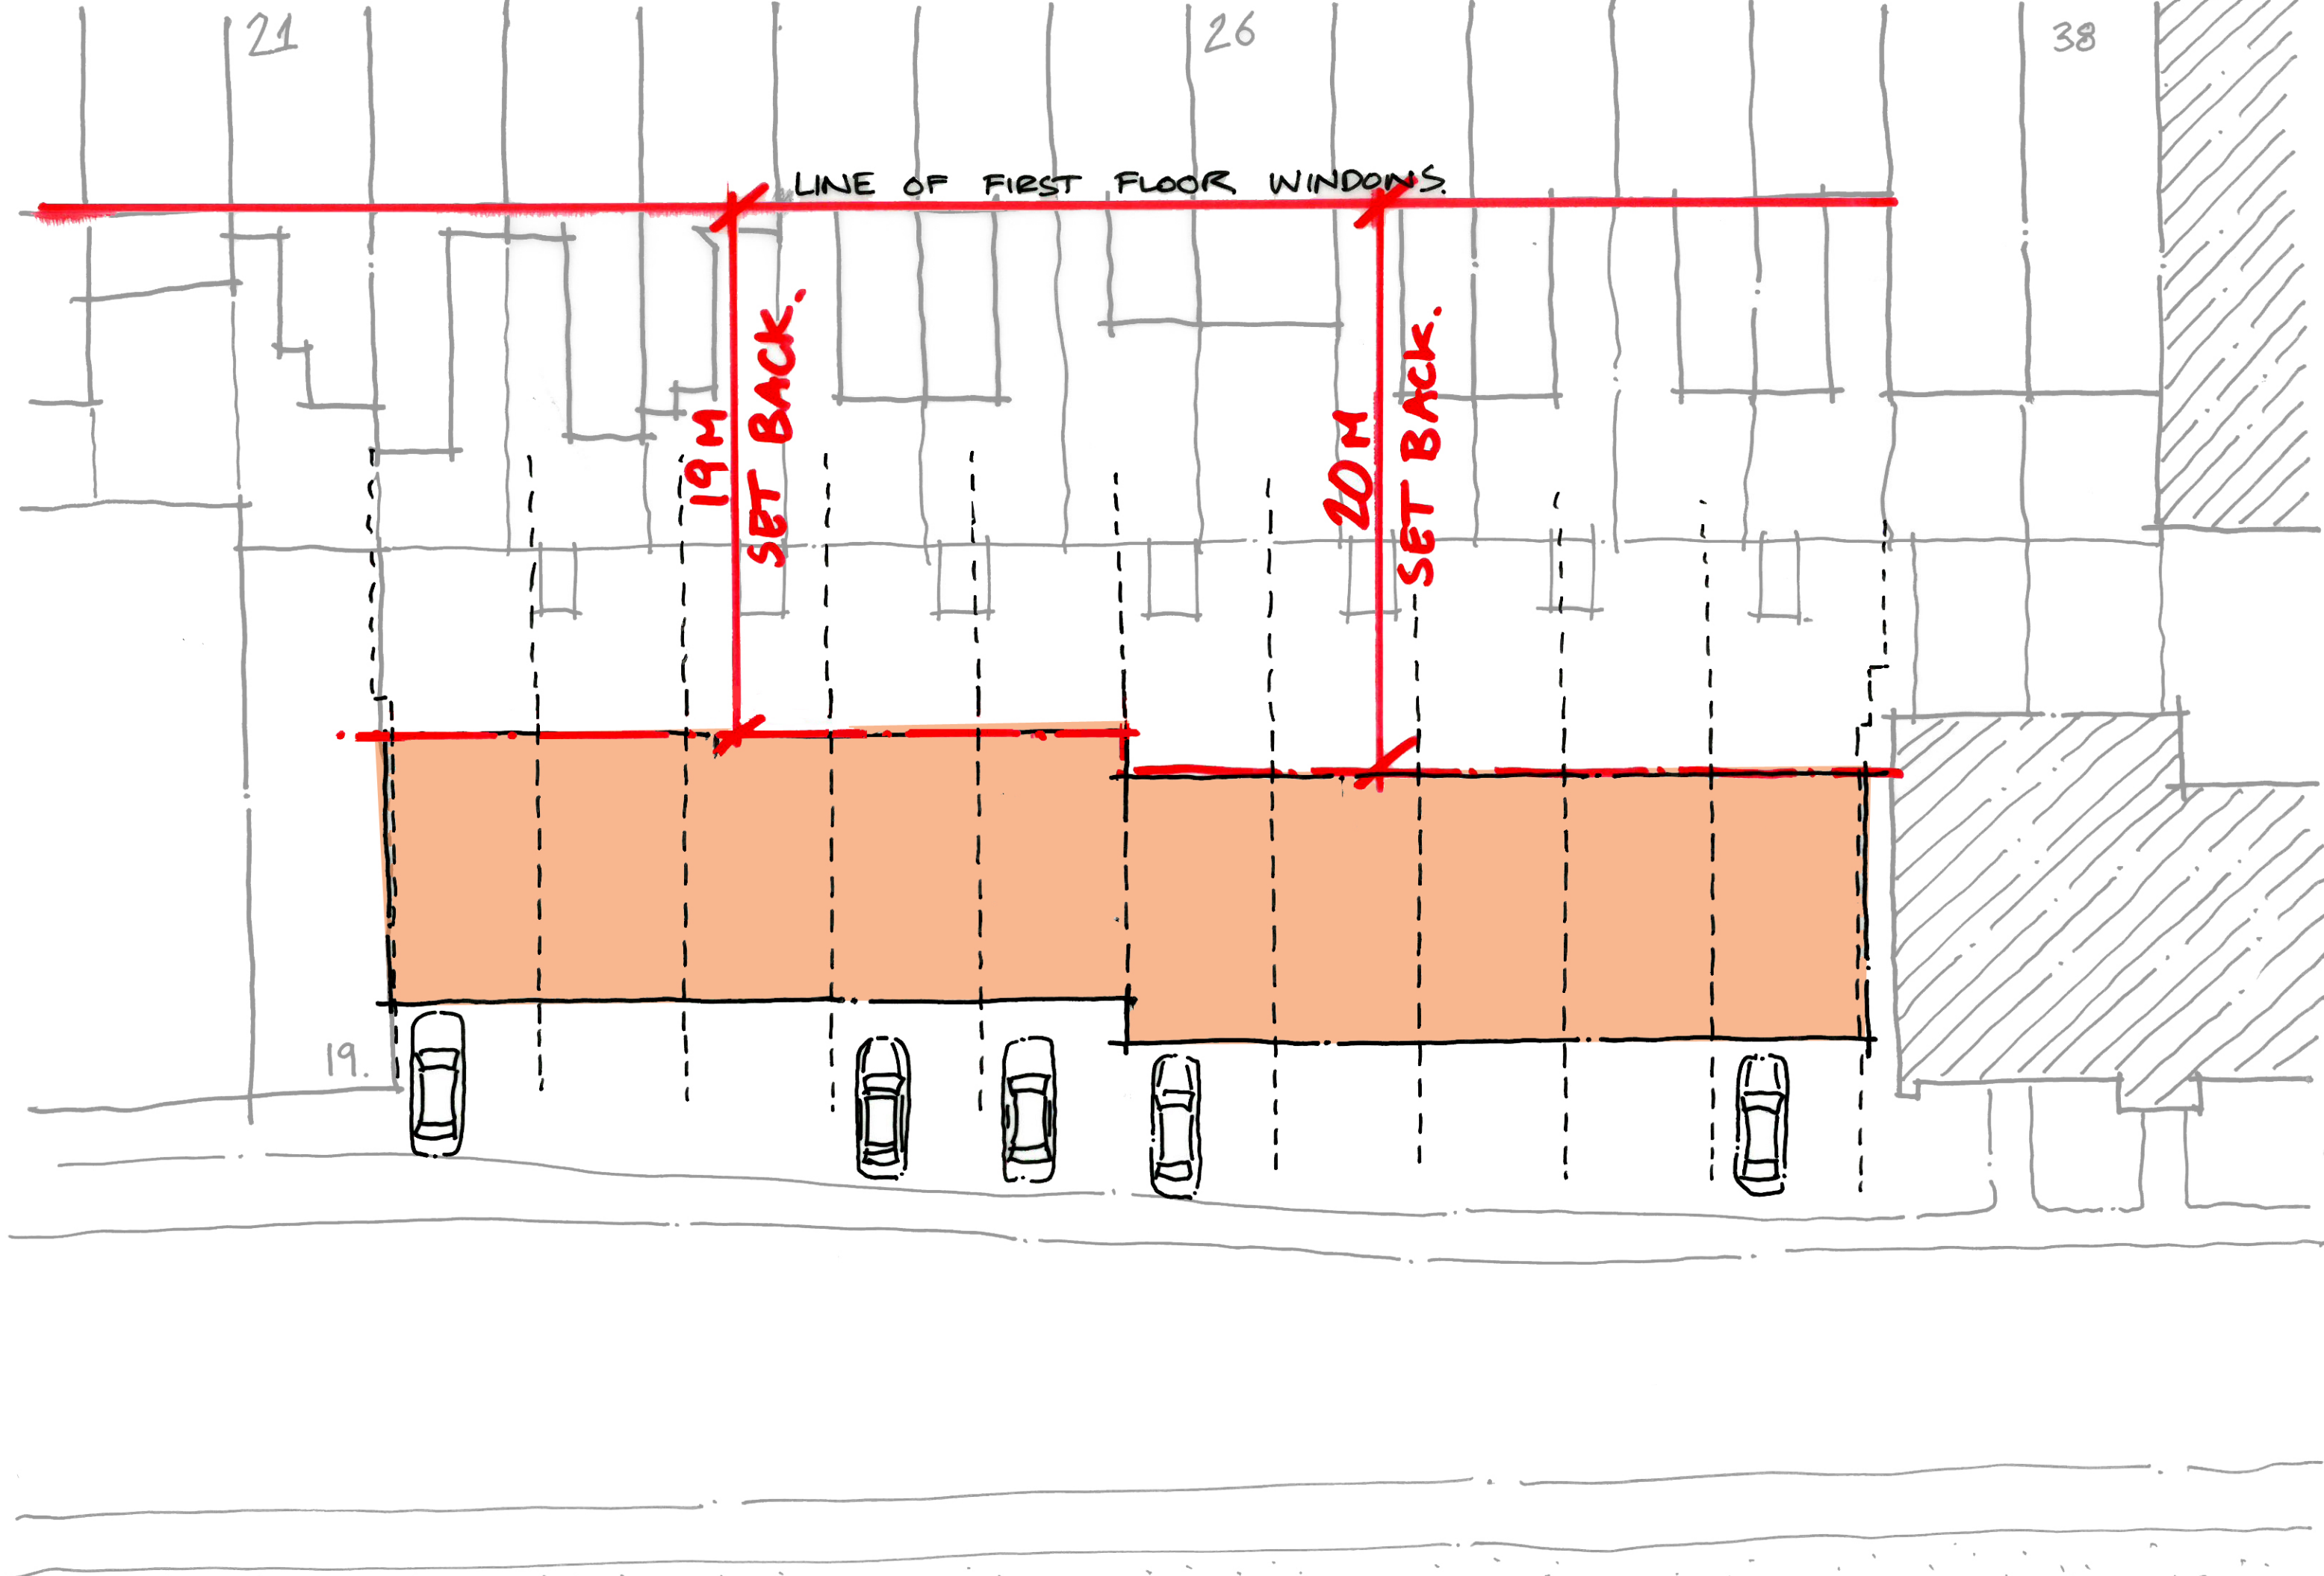 21
26
38
LINE OF FIRST FLOOR WINDOWS.
19M
SET BACK.
20M
SET BACK.
19.